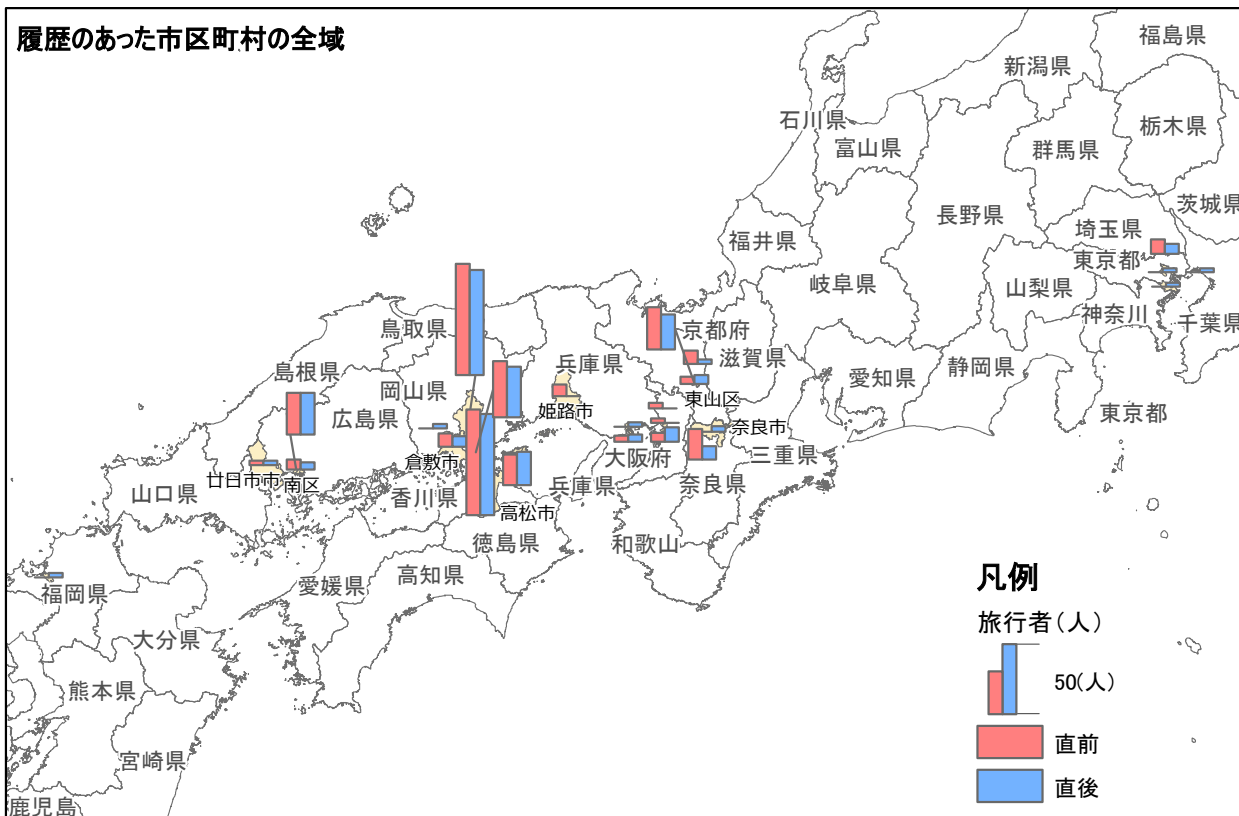 履歴のあった市区町村の全域
福島県
新潟県
石川県
栃木県
富山県
群馬県
茨城県
長野県
埼玉県
福井県
東京都
岐阜県
山梨県
鳥取県
京都府
神奈川
千葉県
滋賀県
兵庫県
静岡県
島根県
愛知県
岡山県
東山区
姫路市
東京都
広島県
奈良市
三重県
倉敷市
大阪府
廿日市市
南区
兵庫県
奈良県
山口県
香川県
高松市
徳島県
和歌山
高知県
愛媛県
福岡県
大分県
熊本県
宮崎県
鹿児島
凡例
旅行者(人)
50(人)
直前
直後